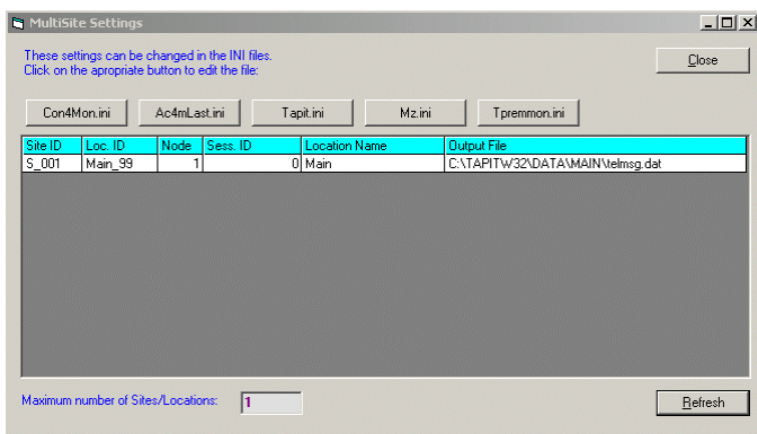 MultiSite Settings
These settings can be changed in the INI files.
Click on the apropriate button to edit the file:
Close
Con4Mon.ini Ac4mLast.ini Tapit.ini Mz.ini Tpremmon.ini
Site ID Loc. ID Node Sess. ID Location Name Output File
S_001 Main_99 1 0 Main C:\TAPITW32\DATA\MAIN\telmsg.dat
Maximum number of Sites/Locations: 1
Refresh